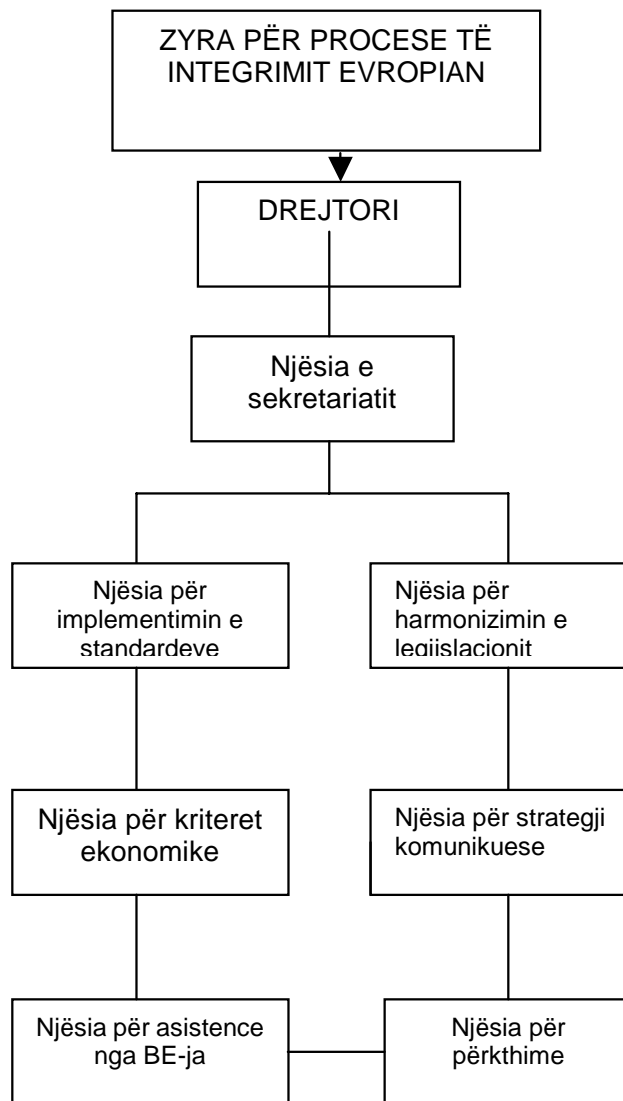 ZYRA PËR PROCESE TË
INTEGRIMIT EVROPIAN
DREJTORI
Njësia e
sekretariatit
Njësia për
implementimin e
standardeve
Njësia për
harmonizimin e
legjislacionit
Njësia për kriteret
ekonomike
Njësia për strategji
komunikuese
Njësia për asistence
nga BE-ja
Njësia për
përkthime